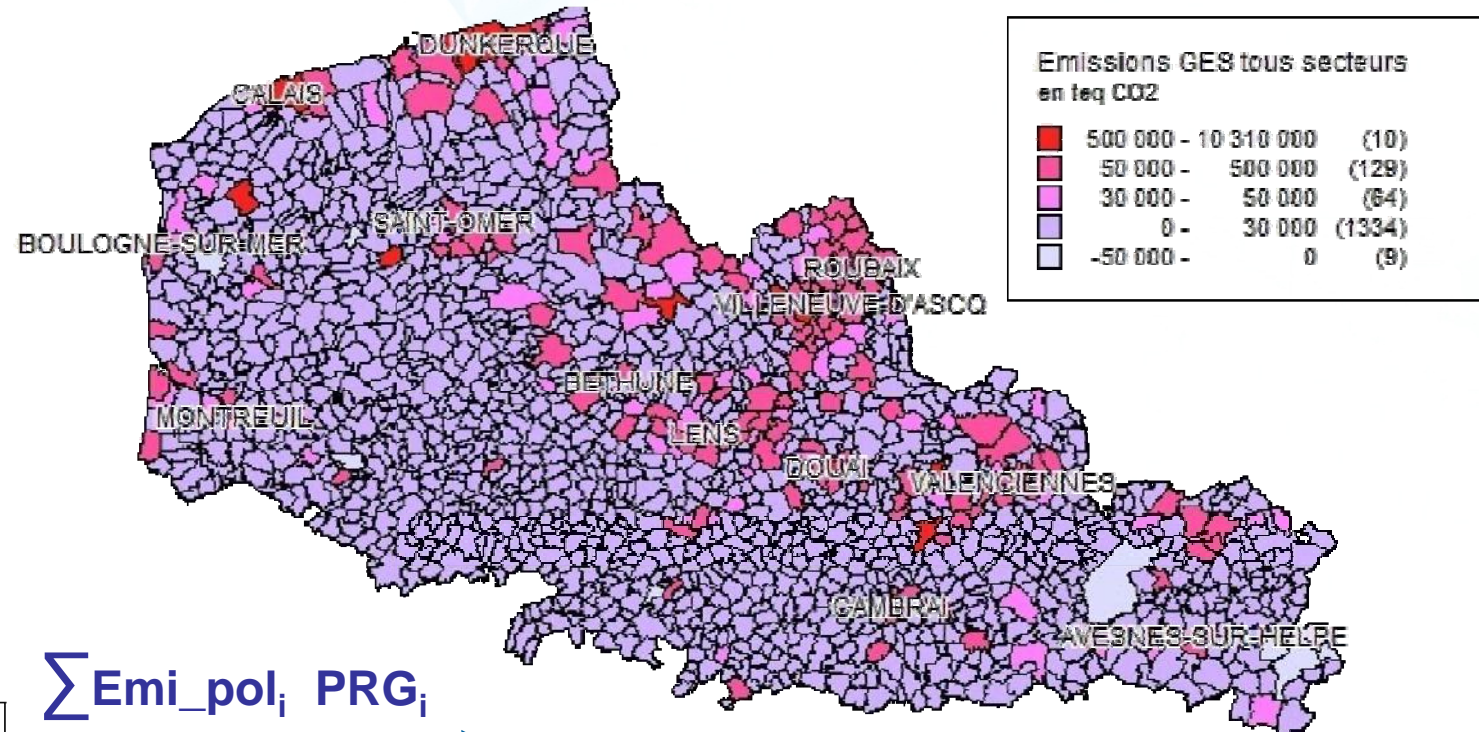 DUNKERQUE
CALAIS
Emissions GES tous secteurs
en teq CO2
500 000 - 10 310 000 (10)
50 000 - 500 000 (129)
30 000 - 50 000 (64)
0 - 30 000 (1334)
-50 000 - 0 (9)
SAINT-OMER
BOULOGNE-SUR-MER
ROUBAIX
VILLENEUVE-D'ASCQ
BETHUNE
MONTREUIL
LENS
DOUAI
VALENCIENNES
CAMBRAI
AVESNES-SUR-HELPE
∑Emi_polᵢ PRGᵢ